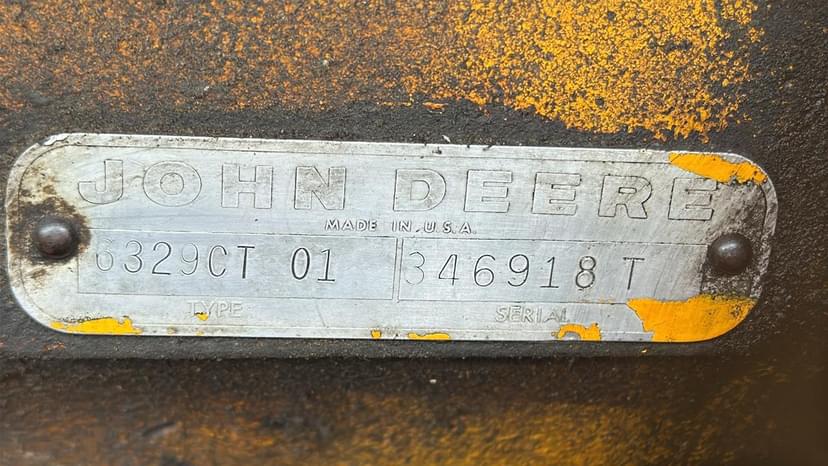 JOHN DEERE
MADE IN U.S.A.
6329CT 01 346918 T
TYPE SERIAL